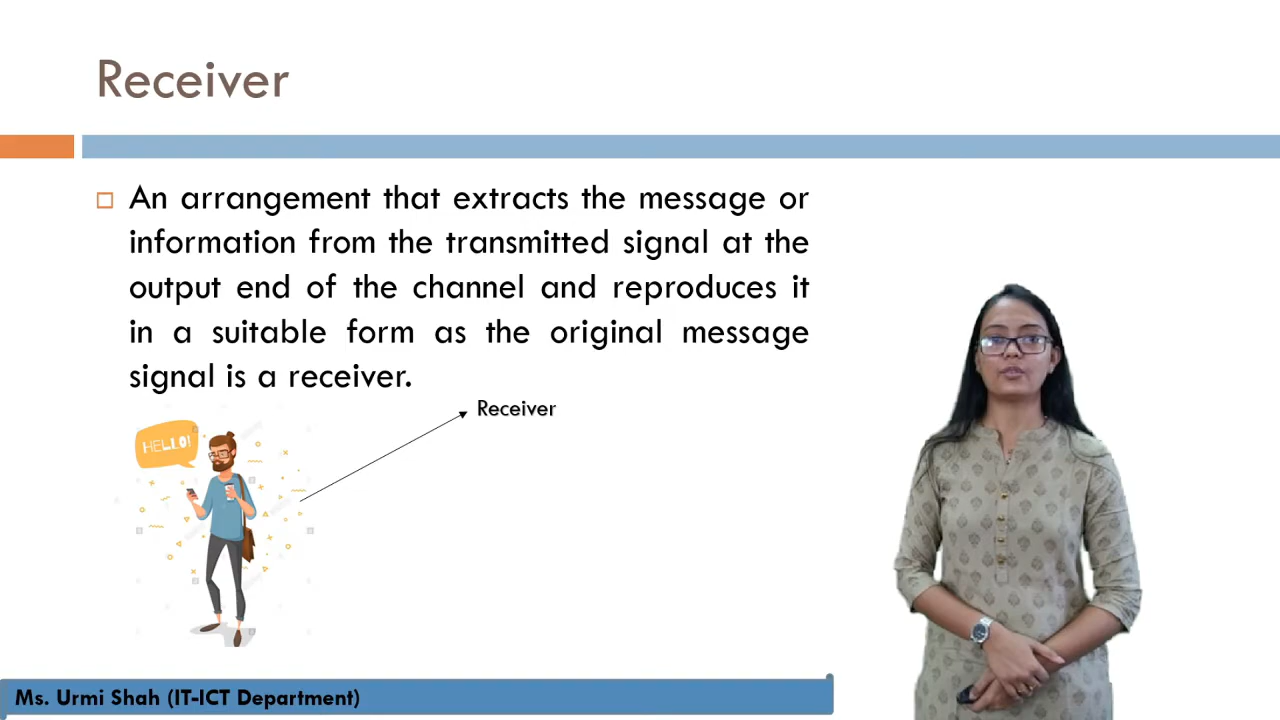 Receiver
An arrangement that extracts the message or
information from the transmitted signal at the
output end of the channel and reproduces it
in a suitable form as the original message
signal is a receiver.
Receiver
HELLO!
Ms. Urmi Shah (IT-ICT Department)